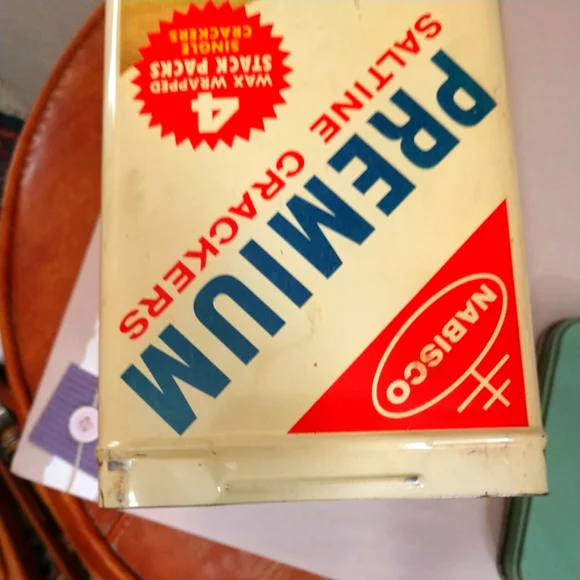 NABISCO
PREMIUM
SALTINE CRACKERS
4
WAX WRAPPED
STACK PACKS
SINGLE
CRACKERS